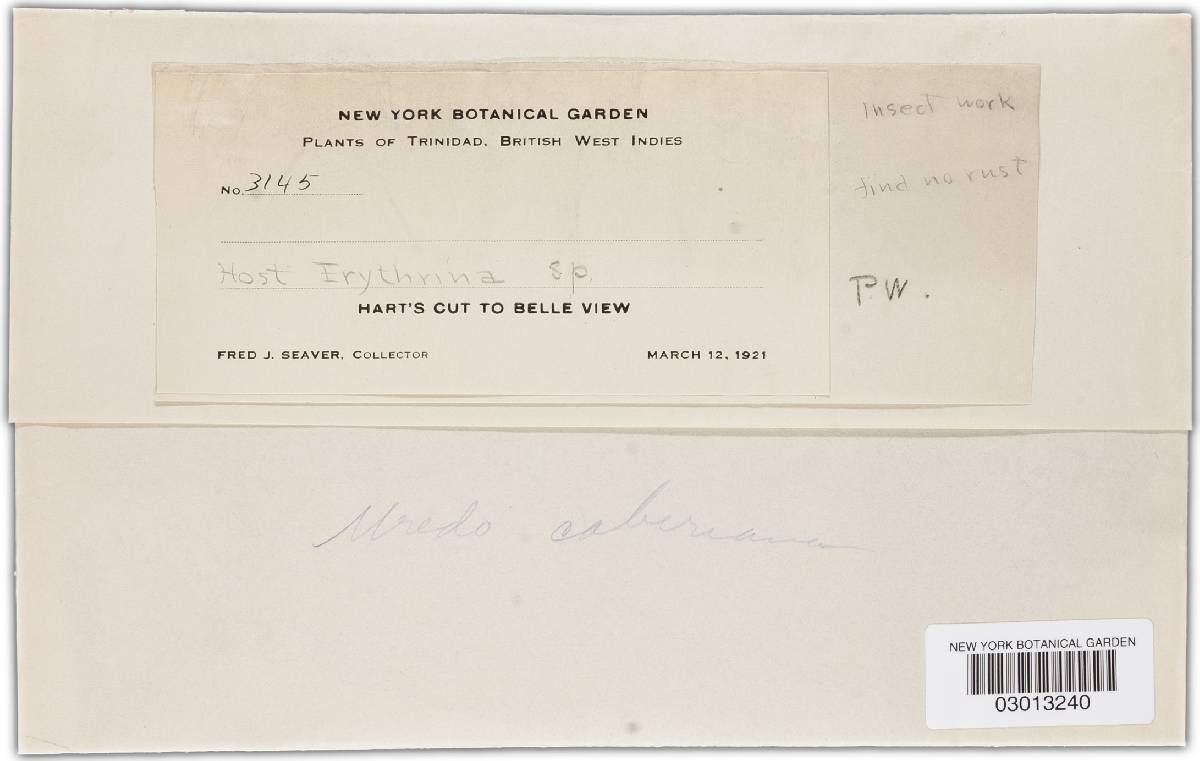 NEW YORK BOTANICAL GARDEN
PLANTS OF TRINIDAD, BRITISH WEST INDIES
No. 3145
Host Erythrina sp.
HART'S CUT TO BELLE VIEW
FRED J. SEAVER, COLLECTOR MARCH 12, 1921
Insect work
find no rust
P.W.
Uredo
NEW YORK BOTANICAL GARDEN
03013240